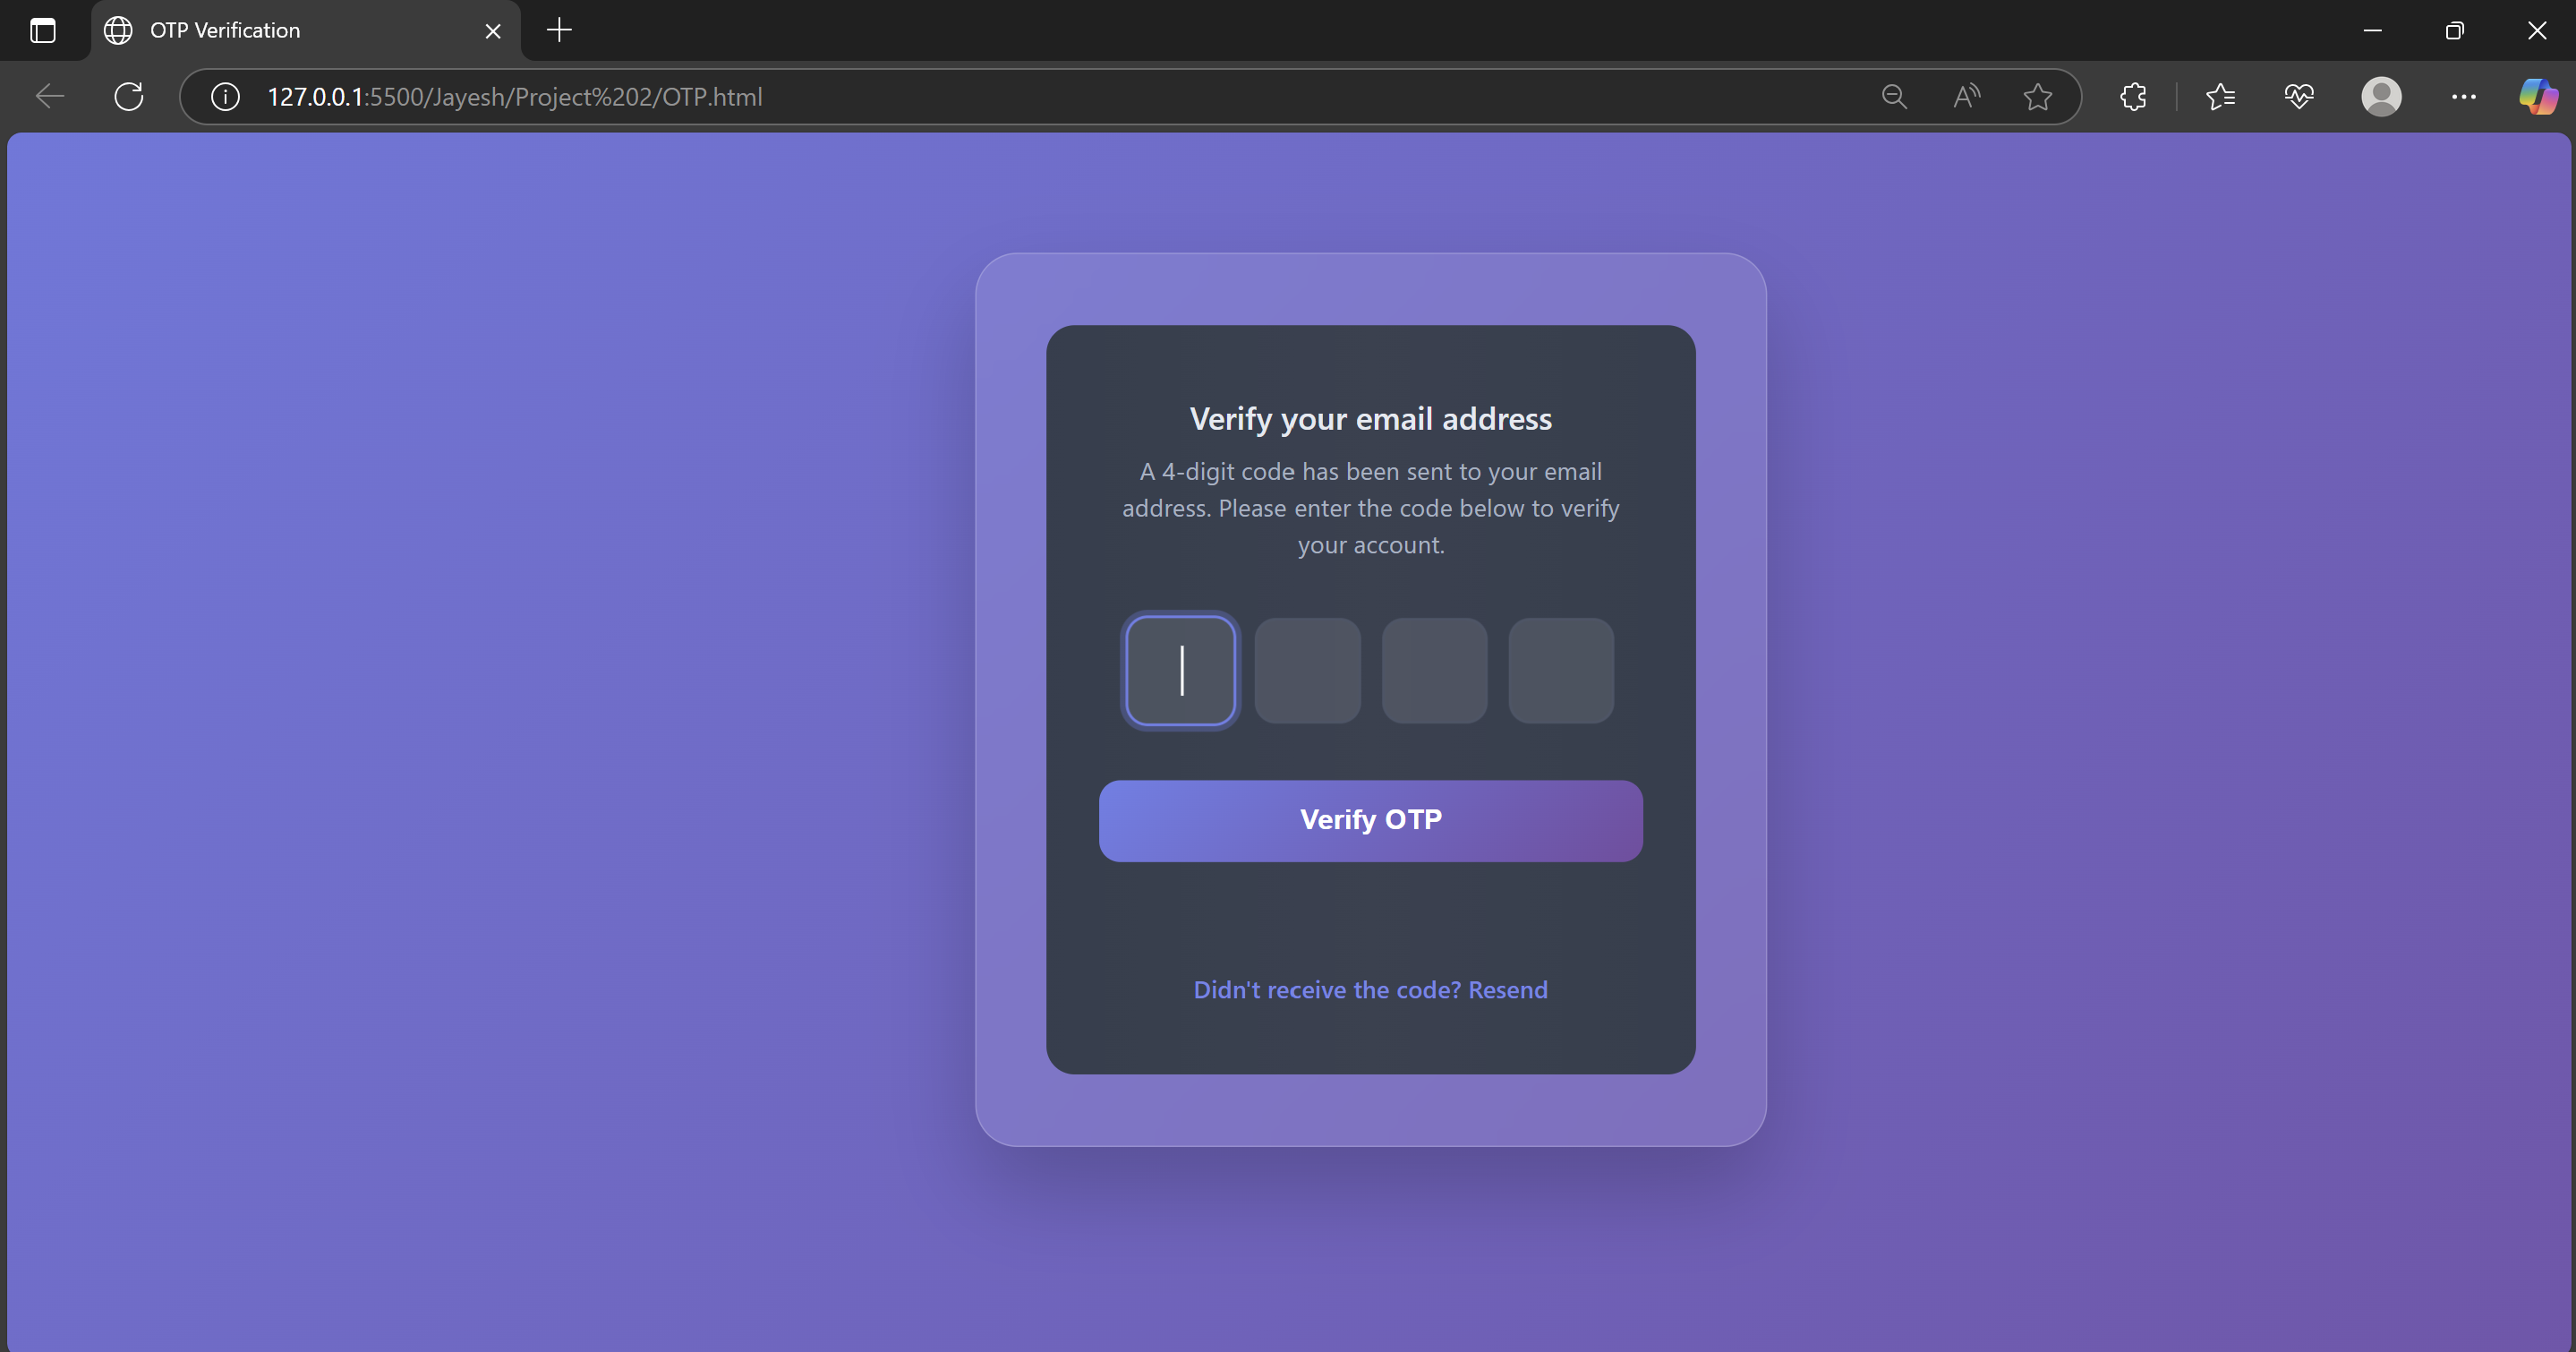 OTP Verification
127.0.0.1:5500/Jayesh/Project%202/OTP.html
Verify your email address
A 4-digit code has been sent to your email
address. Please enter the code below to verify
your account.
Verify OTP
Didn't receive the code? Resend